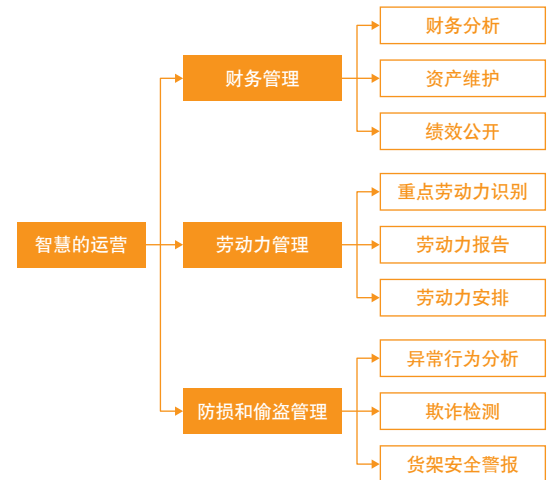 智慧的运营
财务管理
财务分析
资产维护
绩效公开
劳动力管理
重点劳动力识别
劳动力报告
劳动力安排
防损和偷盗管理
异常行为分析
欺诈检测
货架安全警报